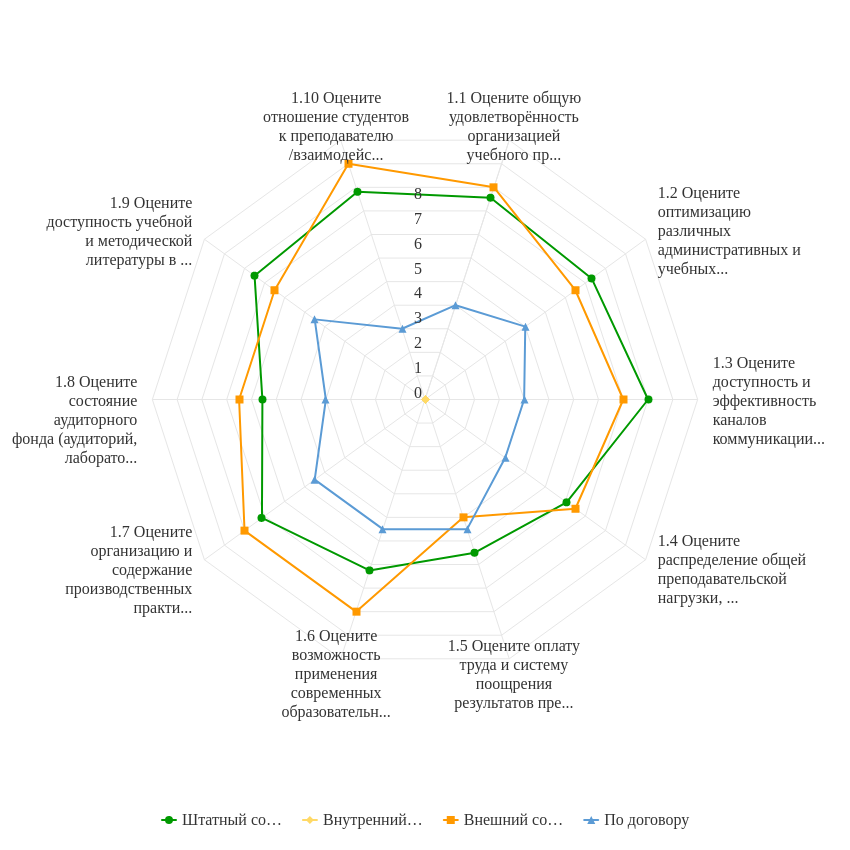 1.10 Оцените
отношение студентов
к преподавателю
/взаимодейс...
1.1 Оцените общую
удовлетворённость
организацией
учебного пр...
1.2 Оцените
оптимизацию
различных
административных и
учебных...
1.3 Оцените
доступность и
эффективность
каналов
коммуникации...
1.4 Оцените
распределение общей
преподавательской
нагрузки, ...
1.5 Оцените оплату
труда и систему
поощрения
результатов пре...
1.6 Оцените
возможность
применения
современных
образовательн...
1.7 Оцените
организацию и
содержание
производственных
практи...
1.8 Оцените
состояние
аудиторного
фонда (аудиторий,
лаборато...
1.9 Оцените
доступность учебной
и методической
литературы в ...
8
7
6
5
4
3
2
1
0
Штатный со…
Внутренний…
Внешний со…
По договору